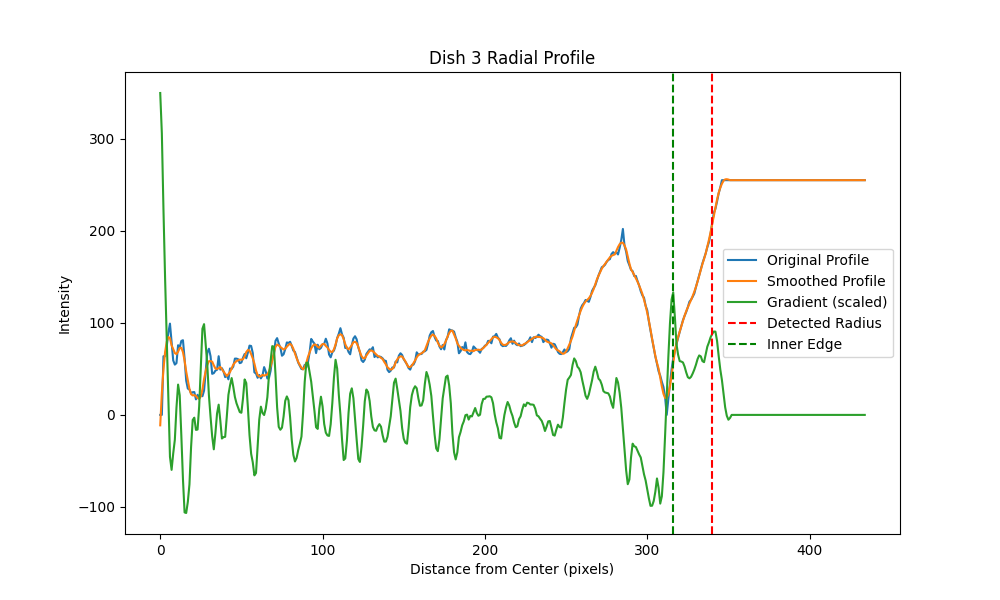 Dish 3 Radial Profile
Intensity
300
200
100
0
−100
Original Profile
Smoothed Profile
Gradient (scaled)
Detected Radius
Inner Edge
0 100 200 300 400
Distance from Center (pixels)